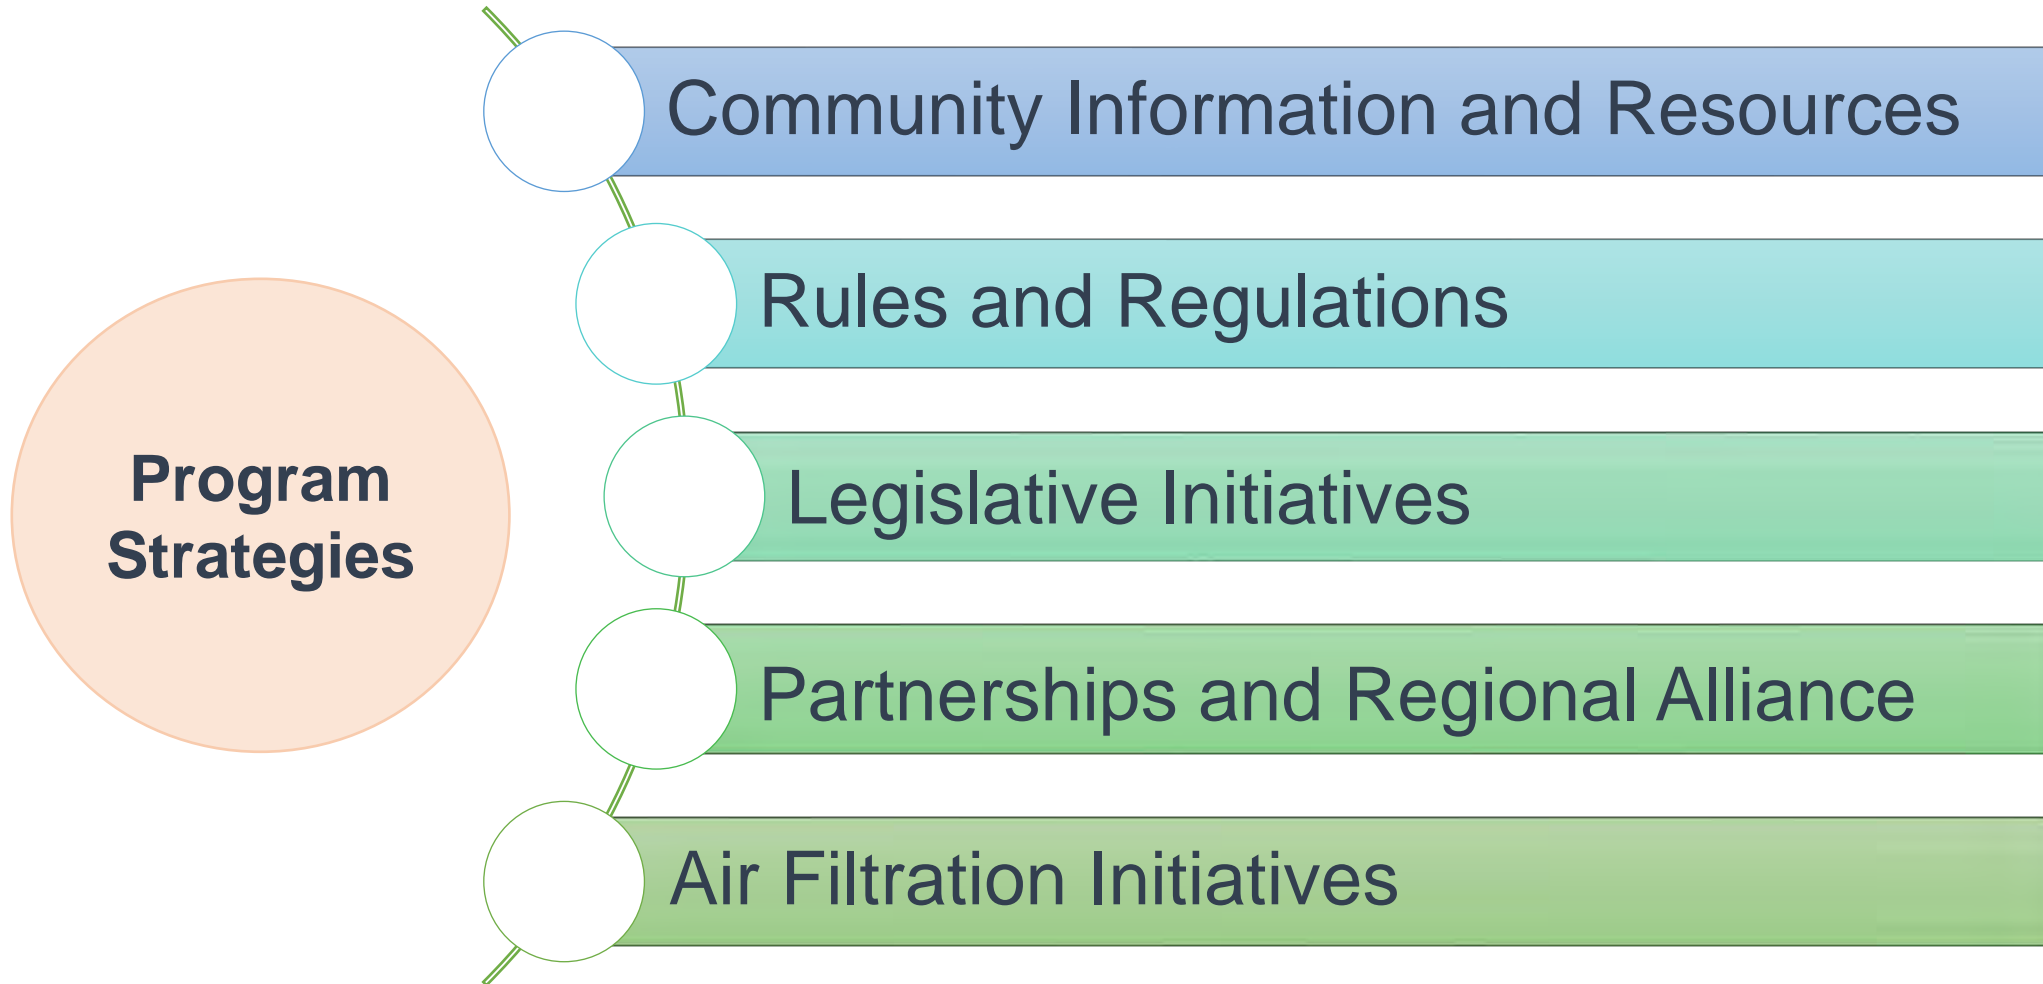 Program
Strategies
Community Information and Resources
Rules and Regulations
Legislative Initiatives
Partnerships and Regional Alliance
Air Filtration Initiatives